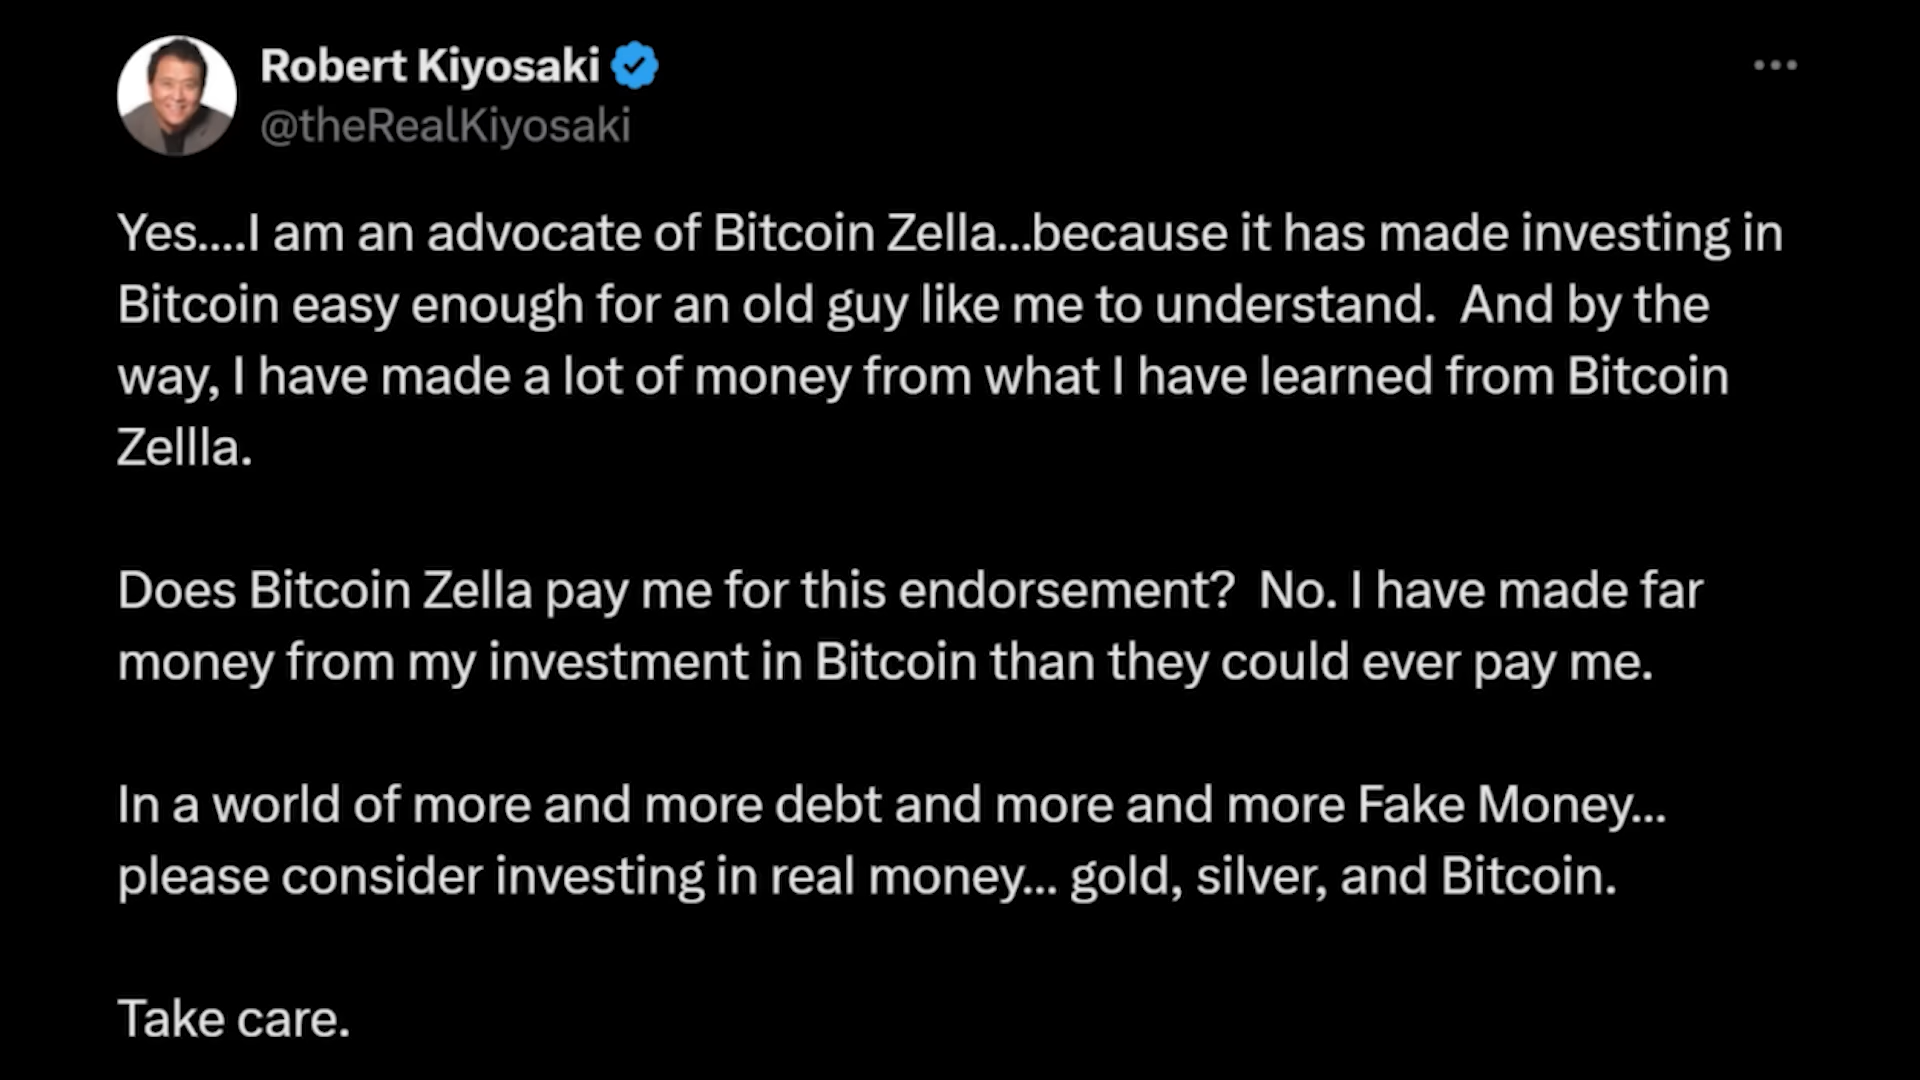 Robert Kiyosaki
@theRealKiyosaki
Yes....I am an advocate of Bitcoin Zella...because it has made investing in
Bitcoin easy enough for an old guy like me to understand.  And by the
way, I have made a lot of money from what I have learned from Bitcoin
Zellla.
Does Bitcoin Zella pay me for this endorsement?  No. I have made far
money from my investment in Bitcoin than they could ever pay me.
In a world of more and more debt and more and more Fake Money...
please consider investing in real money... gold, silver, and Bitcoin.
Take care.